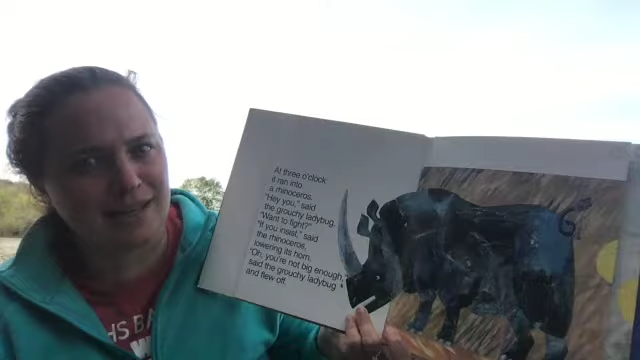 At three o'clock
it ran into
a rhinoceros.
"Hey you," said
the grouchy ladybug.
"Want to fight?"
"If you insist," said
the rhinoceros,
lowering its horn.
"Oh, you're not big enough,"
said the grouchy ladybug
and flew off.
HS BA